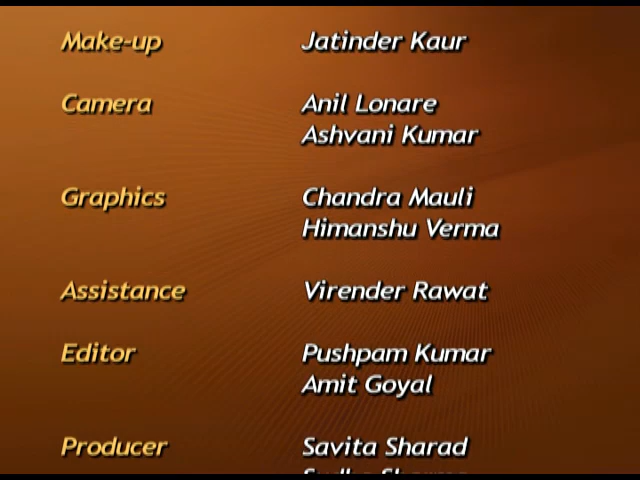 Make-up Jatinder Kaur
Camera Anil Lonare
Ashvani Kumar
Graphics Chandra Mauli
Himanshu Verma
Assistance Virender Rawat
Editor Pushpam Kumar
Amit Goyal
Producer Savita Sharad